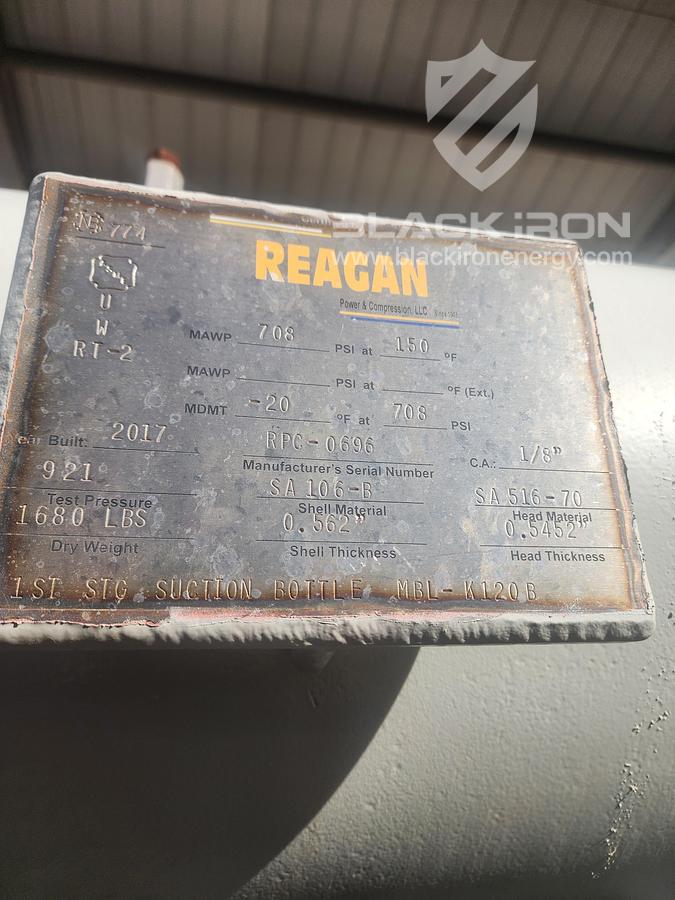 BLACK iRON
www.blackironenergy.com
NB 774
REAGAN
Power & Compression, LLC
U
W
RT-2
MAWP 708 PSI at 150 °F
MAWP PSI at °F (Ext.)
MDMT -20 °F at 708 PSI
ear Built: 2017 RPC-0696 C.A.: 1/8"
Manufacturer's Serial Number
921 SA 106-B SA 516-70
Test Pressure Shell Material Head Material
1680 LBS 0.562" 0.5452"
Dry Weight Shell Thickness Head Thickness
1ST STG SUCTION BOTTLE MBL-K120B